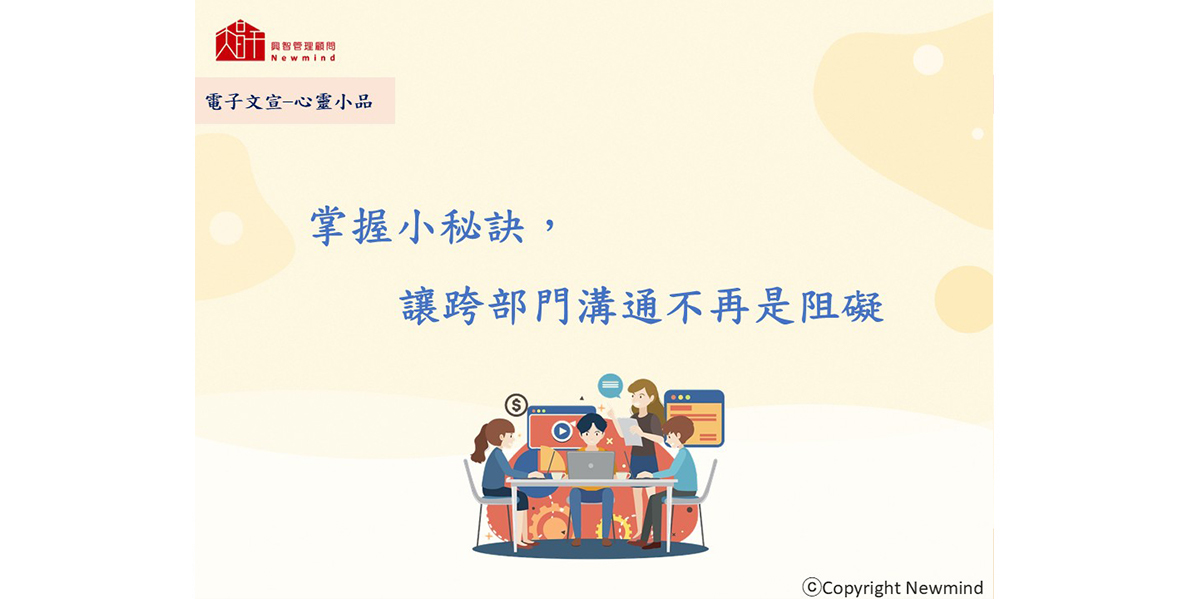 興智管理顧問
Newmind
電子文宣-心靈小品
掌握小秘訣，
讓跨部門溝通不再是阻礙
$
ⓒCopyright Newmind